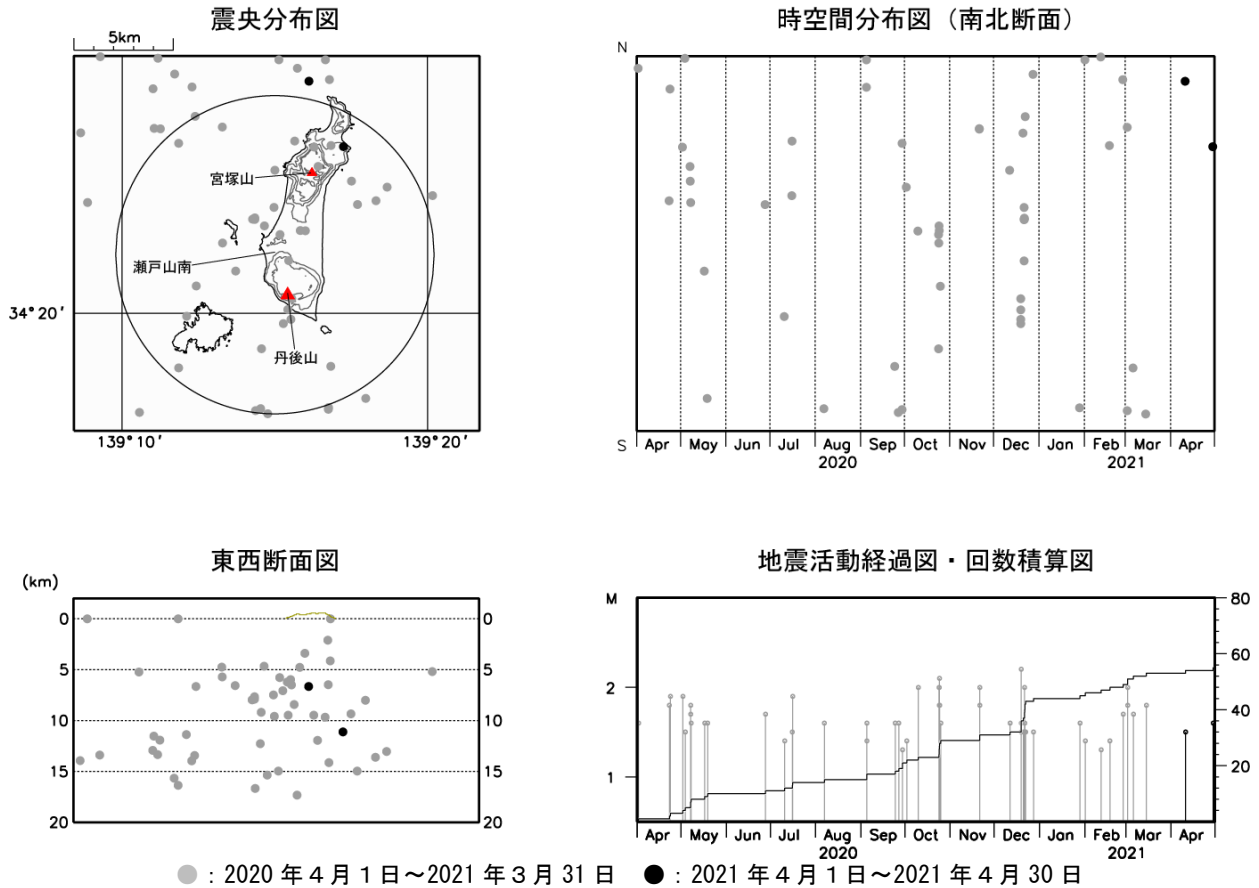 震央分布図
5km
宮塚山
瀬戸山南
34°20′
丹後山
139°10′
139°20′
時空間分布図（南北断面）
N
S
Apr May Jun Jul Aug Sep Oct Nov Dec Jan Feb Mar Apr
2020 2021
東西断面図
(km)
0 0
5 5
10 10
15 15
20 20
地震活動経過図・回数積算図
M
80
60
2
40
1
20
Apr May Jun Jul Aug Sep Oct Nov Dec Jan Feb Mar Apr
2020 2021
●：2020 年４月１日～2021 年３月 31 日 ●：2021 年４月１日～2021 年４月 30 日